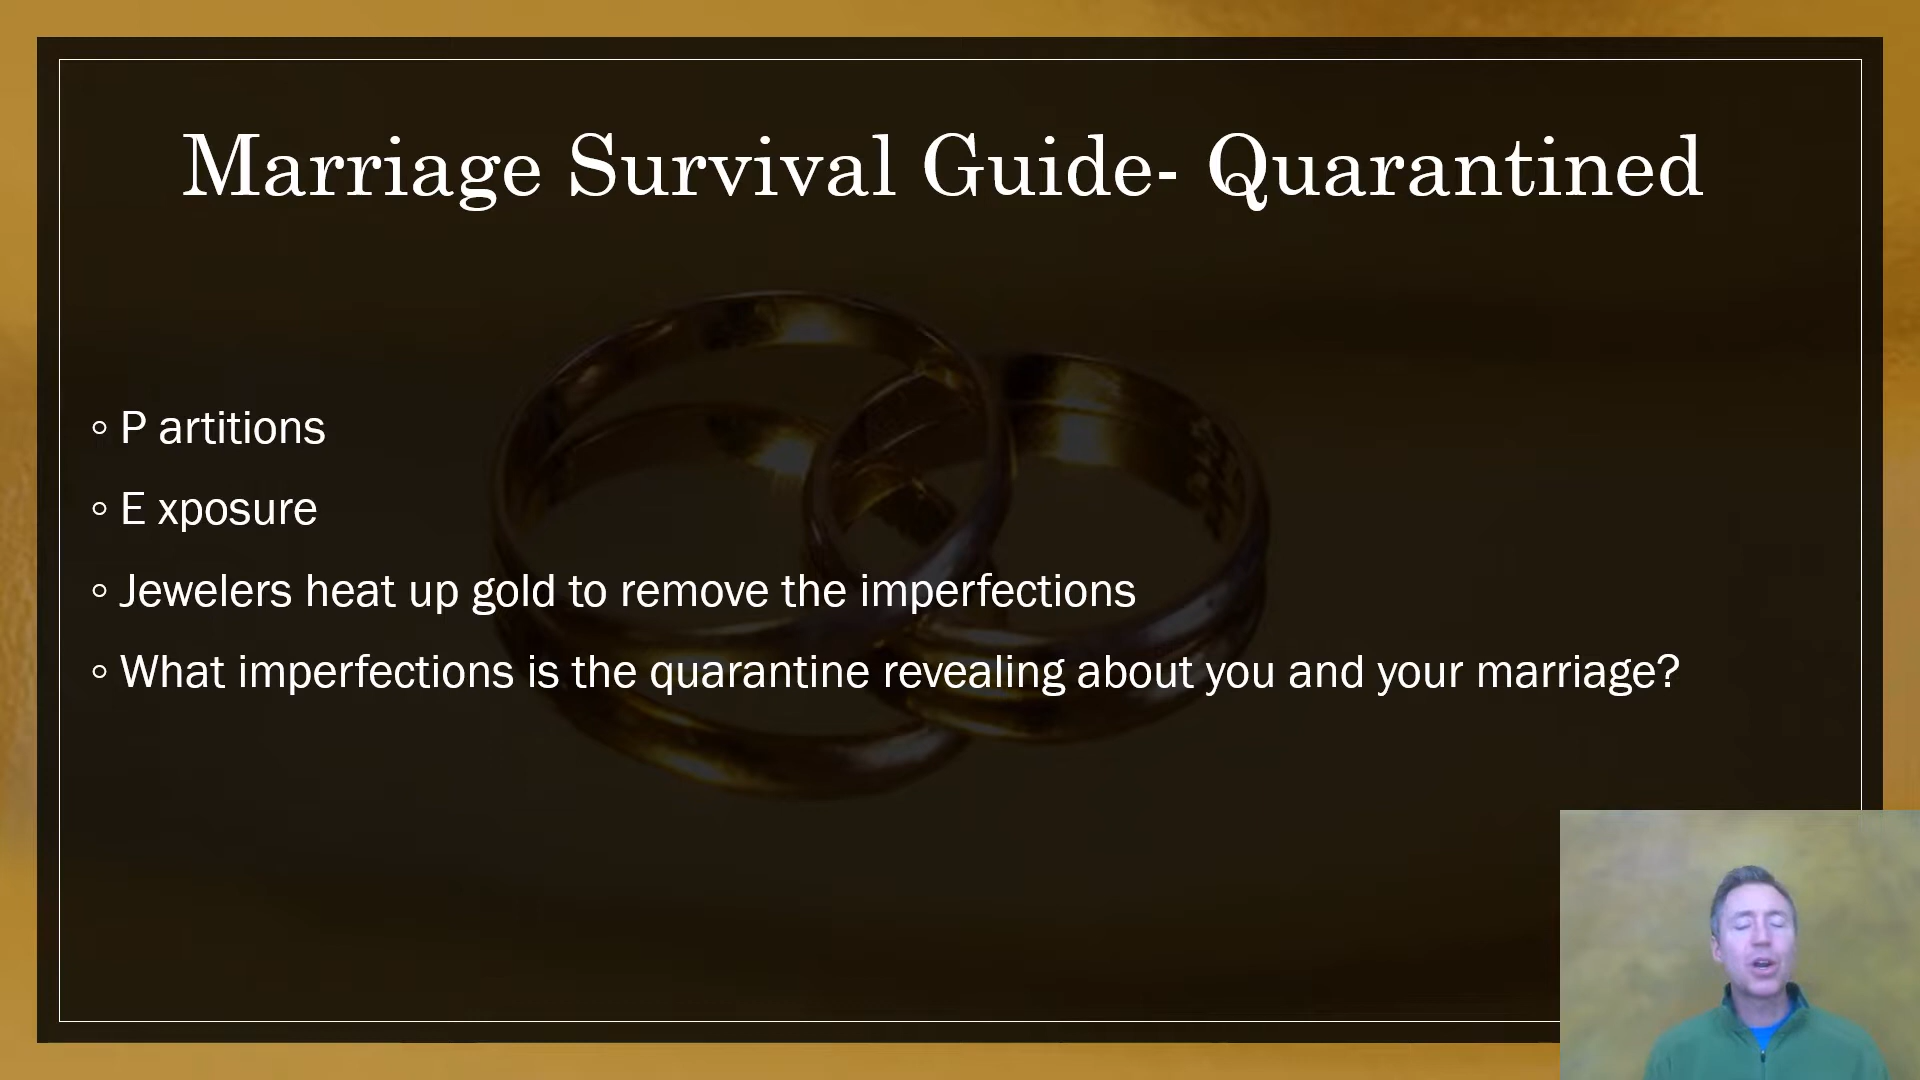 Marriage Survival Guide- Quarantined
◦ P artitions
◦ E xposure
◦ Jewelers heat up gold to remove the imperfections
◦ What imperfections is the quarantine revealing about you and your marriage?